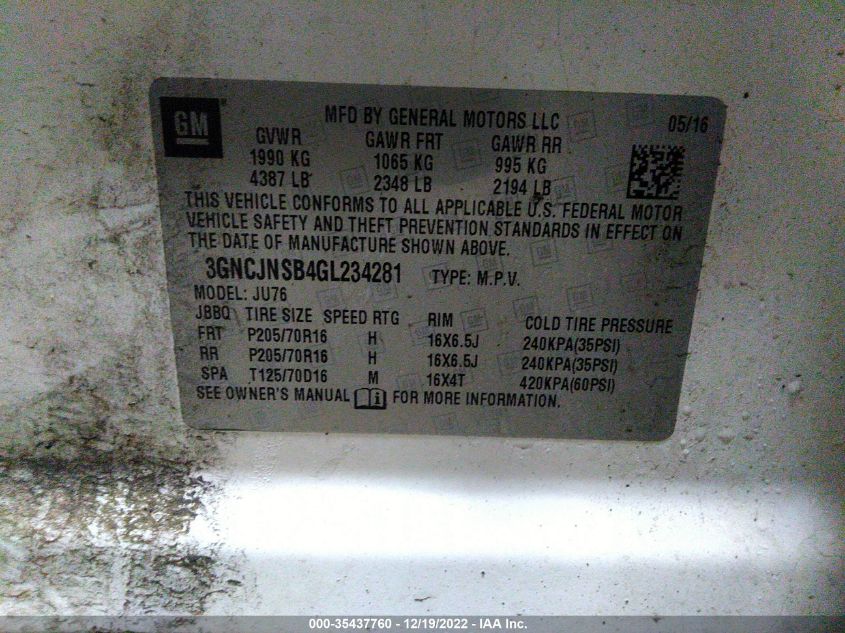 GM
MFD BY GENERAL MOTORS LLC 05/16
GVWR GAWR FRT GAWR RR
1990 KG 1065 KG 995 KG
4387 LB 2348 LB 2194 LB
THIS VEHICLE CONFORMS TO ALL APPLICABLE U.S. FEDERAL MOTOR
VEHICLE SAFETY AND THEFT PREVENTION STANDARDS IN EFFECT ON
THE DATE OF MANUFACTURE SHOWN ABOVE.
3GNCJNSB4GL234281 TYPE: M.P.V.
MODEL: JU76
JBBQ TIRE SIZE SPEED RTG RIM COLD TIRE PRESSURE
FRT P205/70R16 H 16X6.5J 240KPA(35PSI)
RR P205/70R16 H 16X6.5J 240KPA(35PSI)
SPA T125/70D16 M 16X4T 420KPA(60PSI)
SEE OWNER'S MANUAL FOR MORE INFORMATION.
000-35437760 - 12/19/2022 - IAA Inc.